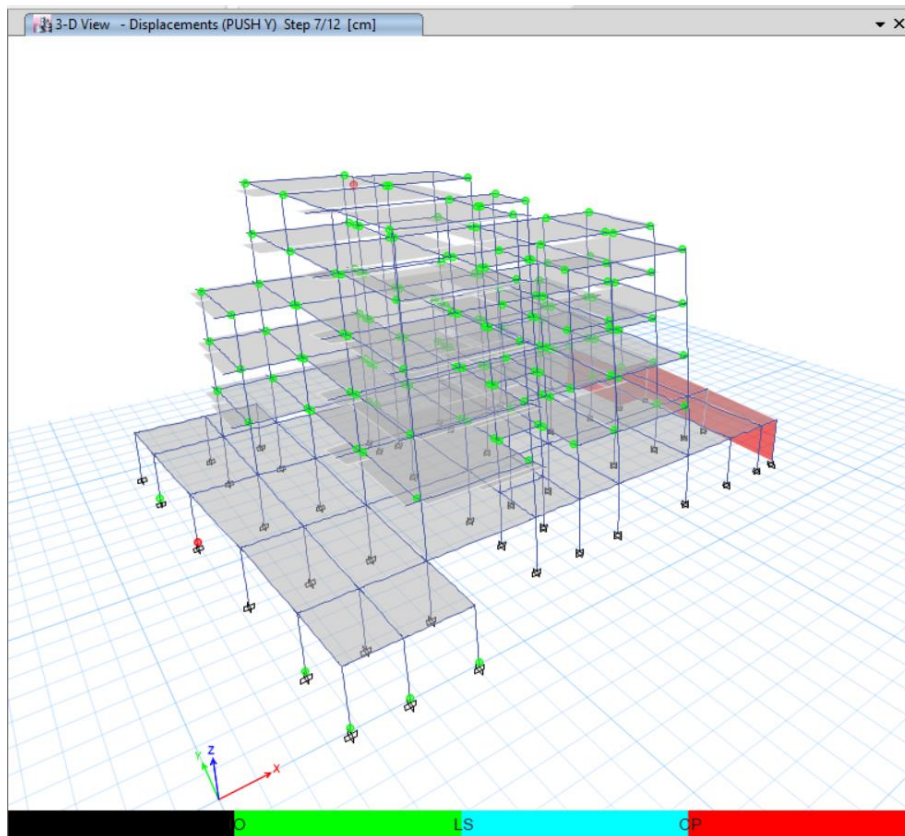 3-D View - Displacements (PUSH Y) Step 7/12 [cm]
Z
Y
X
O LS CP